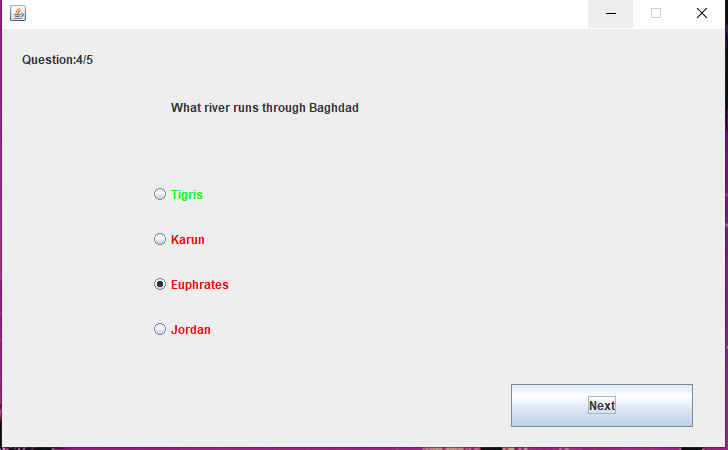 Question:4/5
What river runs through Baghdad
Tigris
Karun
Euphrates
Jordan
Next